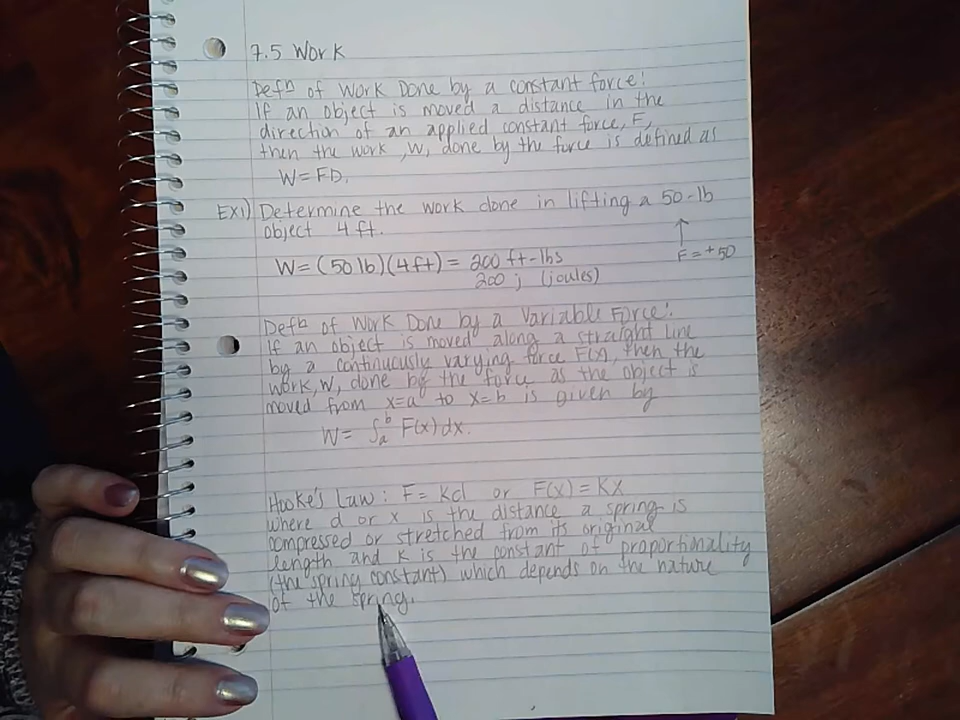 7.5 Work
Defn of Work Done by a constant force:
If an object is moved a distance in the
direction of an applied constant force, F,
then the work, W, done by the force is defined as
W=FD.
EX1) Determine the work done in lifting a 50-lb
object 4 ft.
↑
F=+50
W=(50 lb)(4ft) = 200 ft-lbs
200 j (joules)
Defn of Work Done by a Variable Force:
If an object is moved along a straight line
by a continuously varying force F(x), then the
work, W, done by the force as the object is
moved from x=a to x=b is given by
W= ∫ₐᵇ F(x)dx.
Hooke's Law: F=Kd or F(x)=Kx
where d or x is the distance a spring is
compressed or stretched from its original
length and K is the constant of proportionality
(the spring constant) which depends on the nature
of the spring.